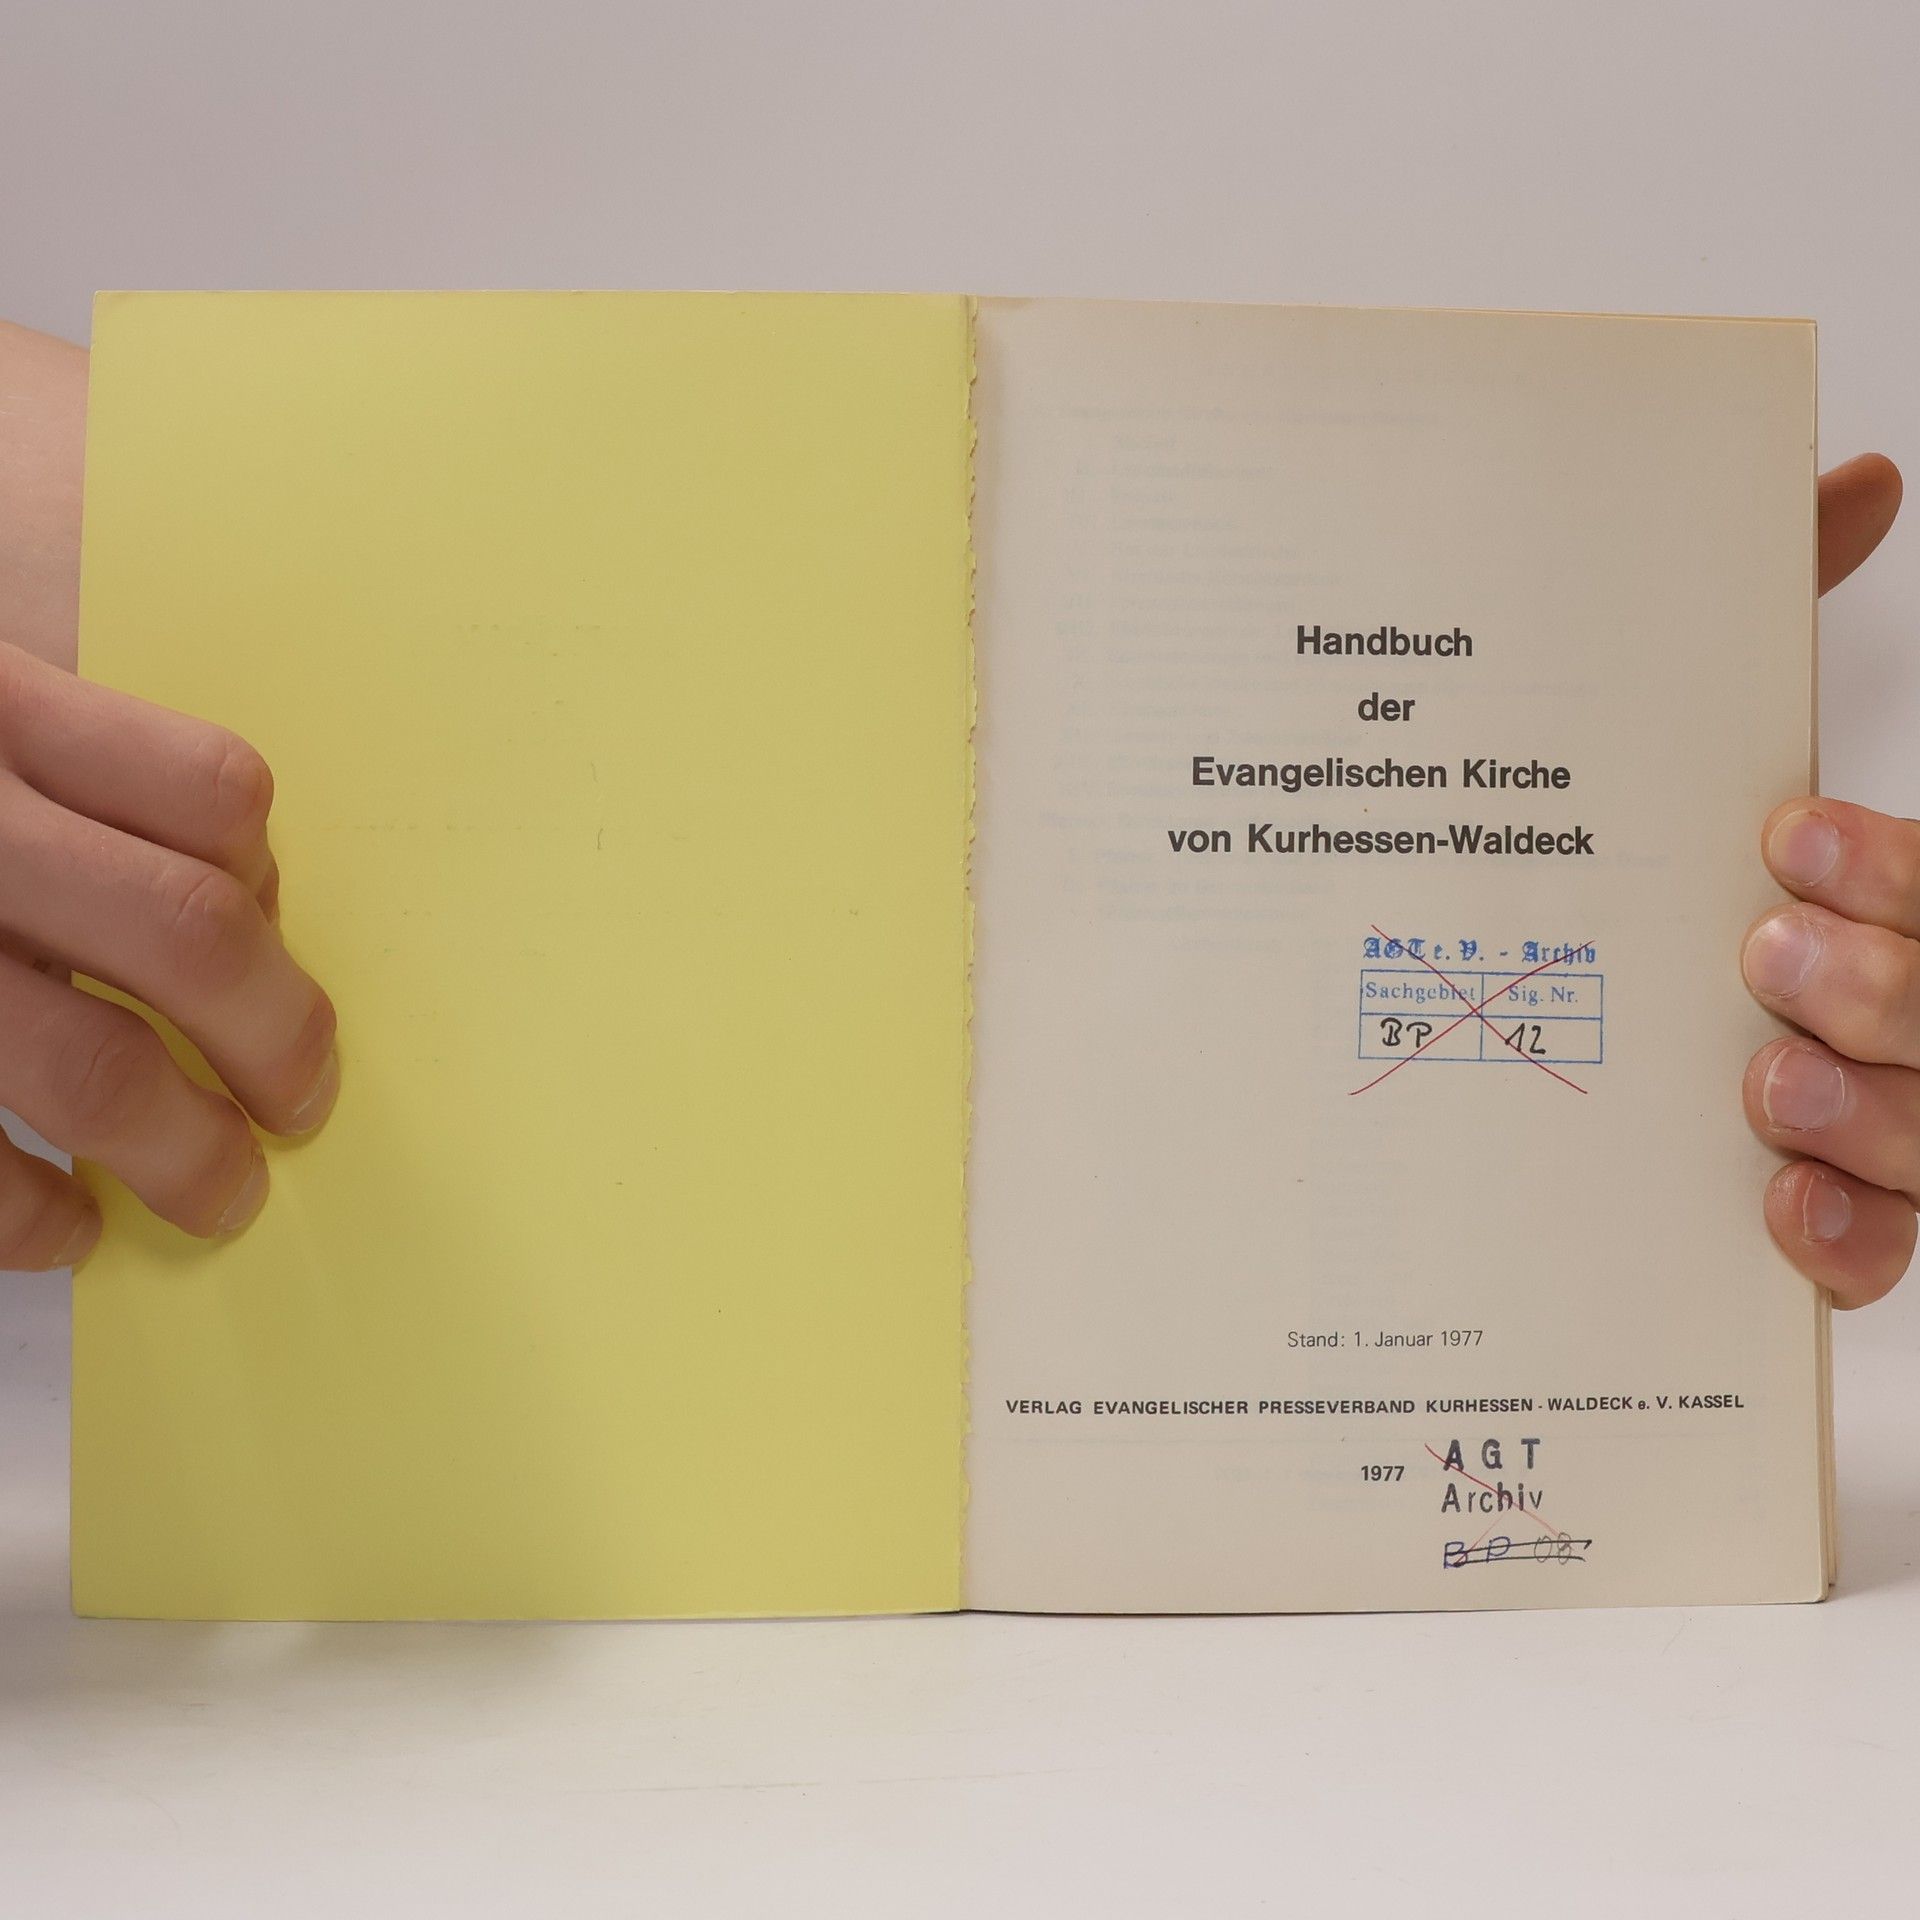 Handbuch
der
Evangelischen Kirche
von Kurhessen-Waldeck
AGT e. V. - Archiv
Sachgebiet Sig. Nr.
BP 12
Stand: 1. Januar 1977
VERLAG EVANGELISCHER PRESSEVERBAND KURHESSEN - WALDECK e. V. KASSEL
1977
A G T
Archiv
BP 08